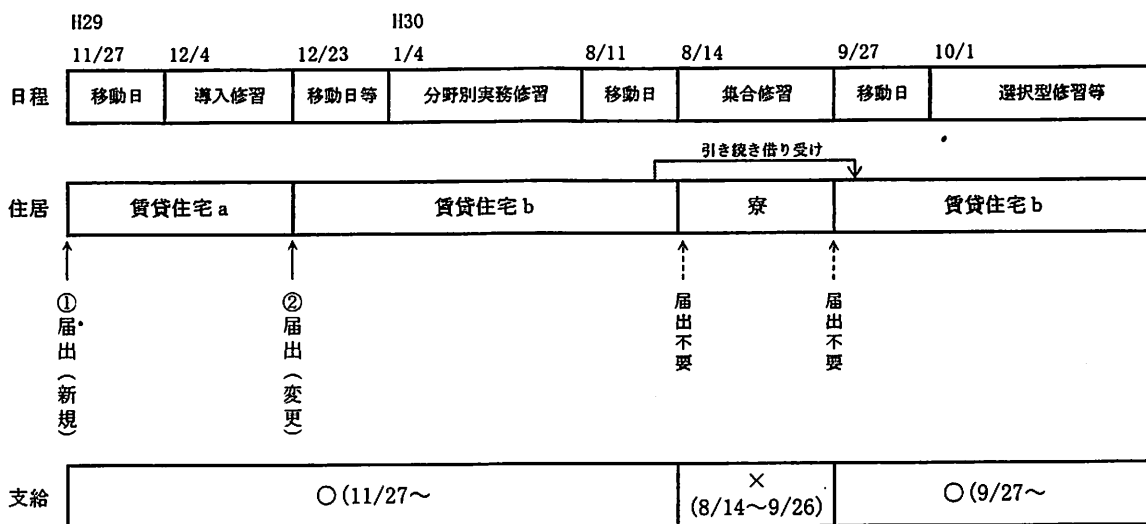 H29 H30
11/27 12/4 12/23 1/4 8/11 8/14 9/27 10/1
日程 移動日 導入修習 移動日等 分野別実務修習 移動日 集合修習 移動日 選択型修習等
引き続き借り受け
住居 賃貸住宅a 賃貸住宅b 寮 賃貸住宅b
①届出(新規)
②届出(変更)
届出不要
届出不要
支給 ○(11/27~ × ○(9/27~
(8/14~9/26)